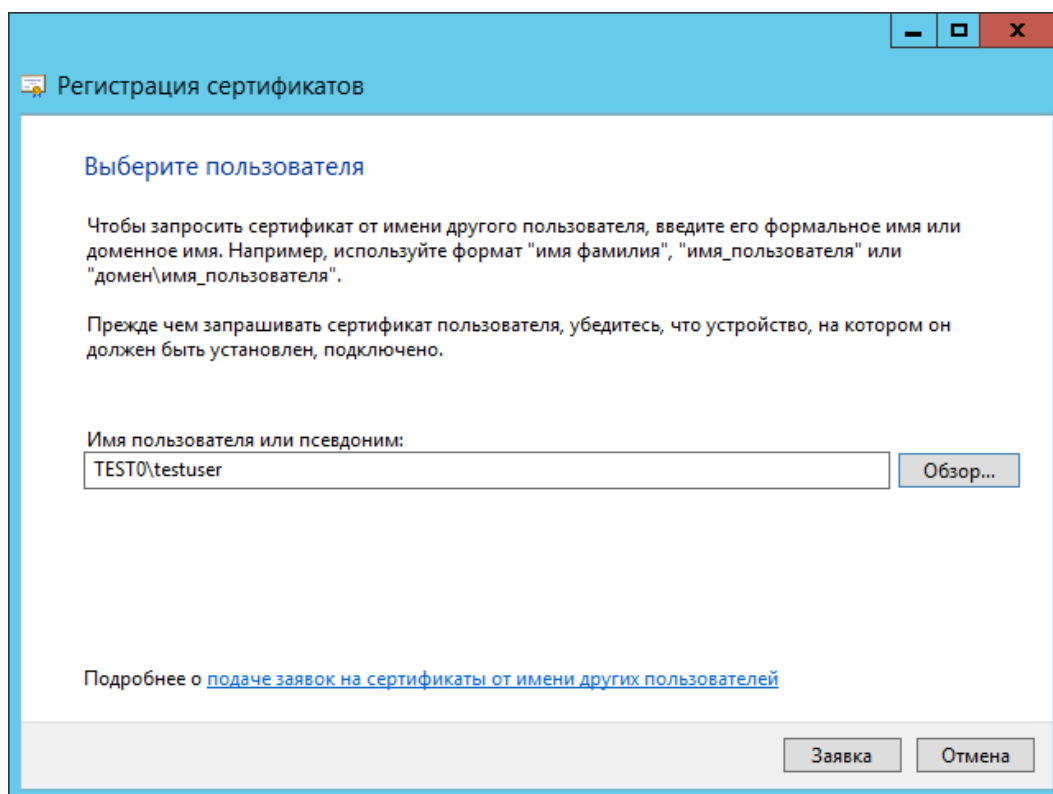 Регистрация сертификатов
Выберите пользователя
Чтобы запросить сертификат от имени другого пользователя, введите его формальное имя или
доменное имя. Например, используйте формат "имя фамилия", "имя_пользователя" или
"домен\имя_пользователя".
Прежде чем запрашивать сертификат пользователя, убедитесь, что устройство, на котором он
должен быть установлен, подключено.
Имя пользователя или псевдоним:
TEST0\testuser
Обзор...
Подробнее о подаче заявок на сертификаты от имени других пользователей
Заявка
Отмена